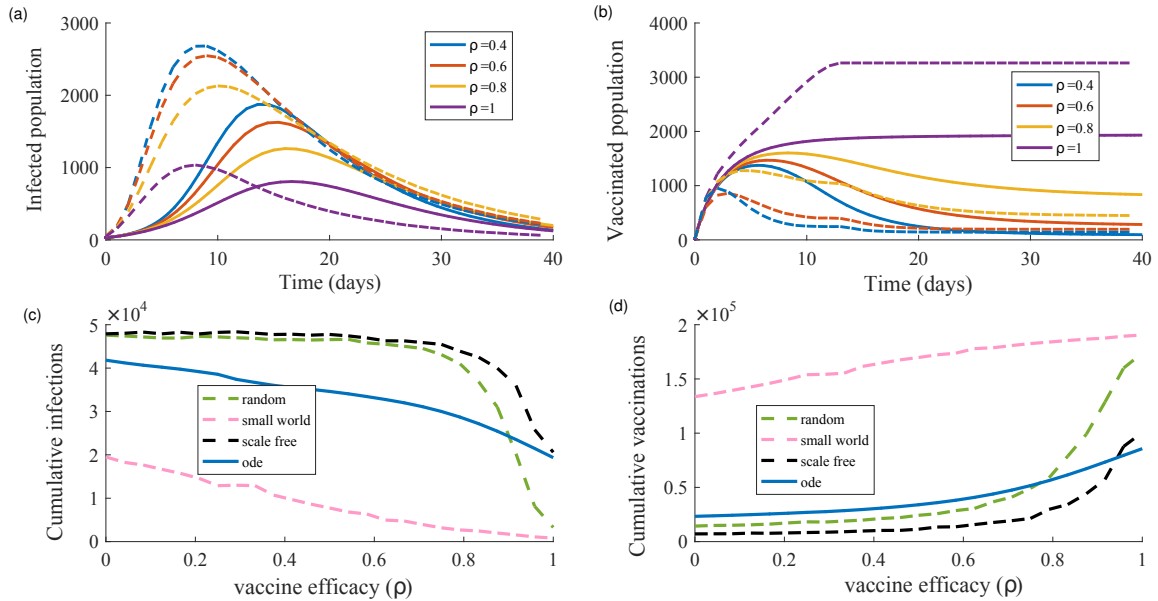 (a)
3000
2000
1000
0
0
10
20
30
40
Infected population
Time (days)
ρ=0.4
ρ=0.6
ρ=0.8
ρ=1
(b)
4000
3000
2000
1000
0
0
10
20
30
40
Vaccinated population
Time (days)
ρ=0.4
ρ=0.6
ρ=0.8
ρ=1
(c)
×10⁴
5
4
3
2
1
0
0
0.2
0.4
0.6
0.8
1
Cumulative infections
vaccine efficacy (ρ)
random
small world
scale free
ode
(d)
×10⁵
2
1.5
1
0.5
0
0
0.2
0.4
0.6
0.8
1
Cumulative vaccinations
vaccine efficacy (ρ)
random
small world
scale free
ode